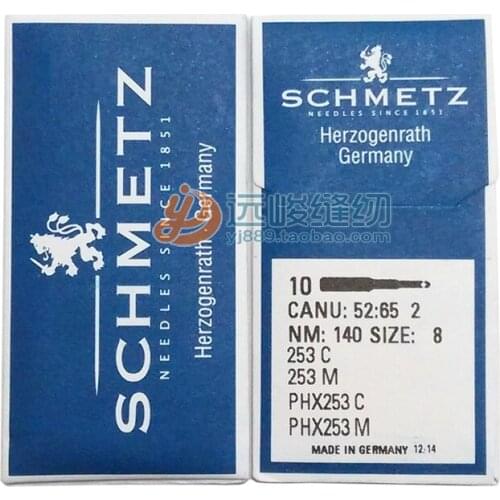 SCHMETZ
NEEDLES SINCE 1851
Herzogenrath Germany
SCHMETZ
NEEDLES SINCE 1851
Herzogenrath
Germany
远峻缝纫
yj889.taobao.com
10
CANU: 52:65 2
NM: 140 SIZE: 8
253 C
253 M
PHX253 C
PHX253 M
MADE IN GERMANY 12-14